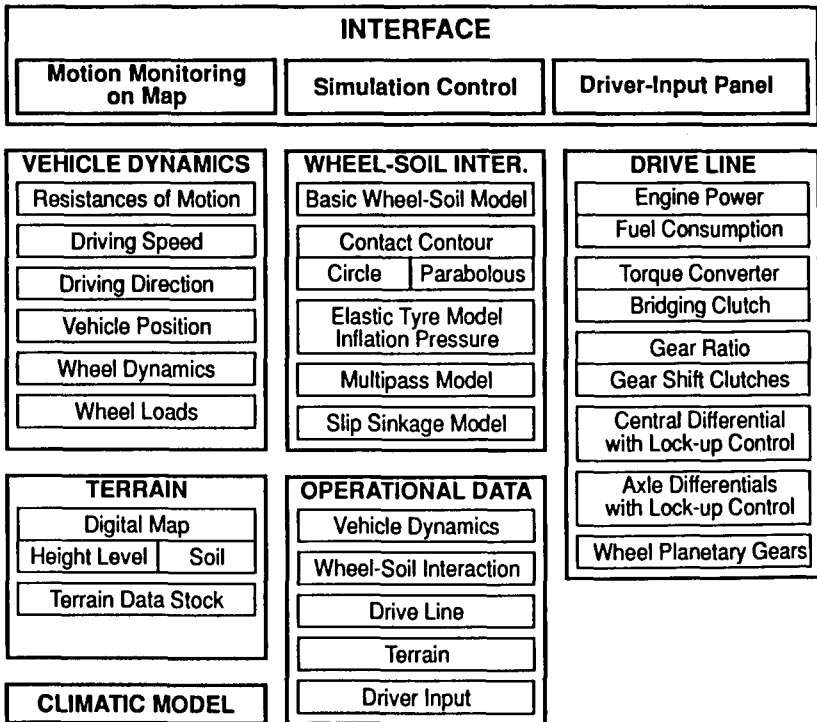 INTERFACE
Motion Monitoring
on Map
Simulation Control
Driver-Input Panel
VEHICLE DYNAMICS
Resistances of Motion
Driving Speed
Driving Direction
Vehicle Position
Wheel Dynamics
Wheel Loads
WHEEL-SOIL INTER.
Basic Wheel-Soil Model
Contact Contour
Circle
Parabolous
Elastic Tyre Model
Inflation Pressure
Multipass Model
Slip Sinkage Model
DRIVE LINE
Engine Power
Fuel Consumption
Torque Converter
Bridging Clutch
Gear Ratio
Gear Shift Clutches
Central Differential
with Lock-up Control
Axle Differentials
with Lock-up Control
Wheel Planetary Gears
TERRAIN
Digital Map
Height Level
Soil
Terrain Data Stock
OPERATIONAL DATA
Vehicle Dynamics
Wheel-Soil Interaction
Drive Line
Terrain
Driver Input
CLIMATIC MODEL